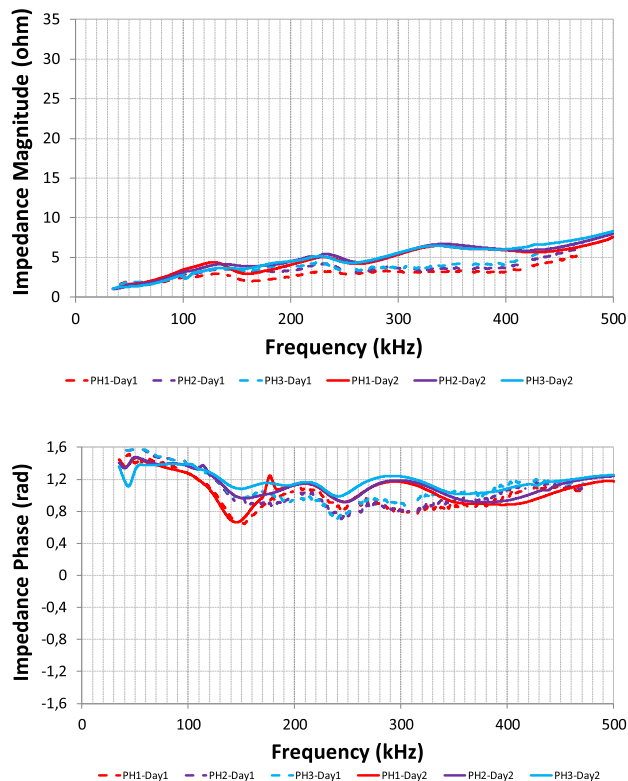 35
30
25
20
15
10
5
0
Impedance Magnitude (ohm)
0 100 200 300 400 500
Frequency (kHz)
PH1-Day1 PH2-Day1 PH3-Day1 PH1-Day2 PH2-Day2 PH3-Day2
1,6
1,2
0,8
0,4
0
-0,4
-0,8
-1,2
-1,6
Impedance Phase (rad)
0 100 200 300 400 500
Frequency (kHz)
PH1-Day1 PH2-Day1 PH3-Day1 PH1-Day2 PH2-Day2 PH3-Day2